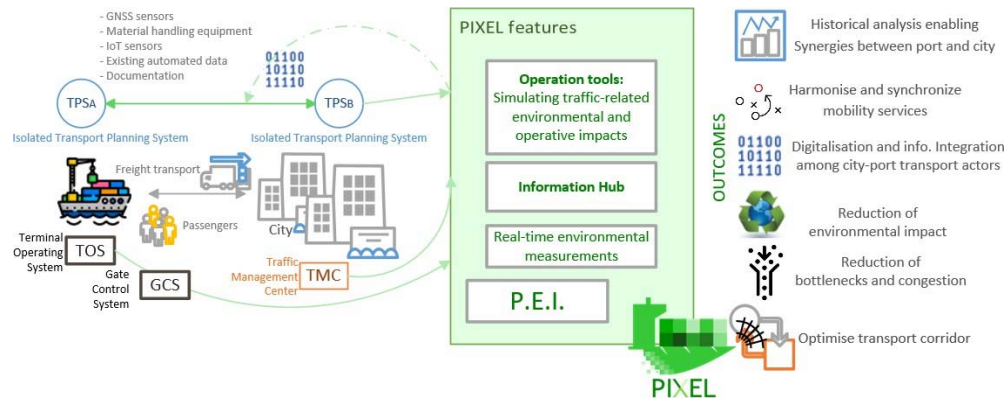 - GNSS sensors
- Material handling equipment
- IoT sensors
- Existing automated data
- Documentation
01100
10110
11110
TPSA
TPSB
Isolated Transport Planning System
Isolated Transport Planning System
Freight transport
Passengers
City
Terminal
Operating
System
TOS
Gate
Control
System
GCS
Traffic
Management
Center
TMC
PIXEL features
Operation tools:
Simulating traffic-related
environmental and
operative impacts
Information Hub
Real-time environmental
measurements
P.E.I.
PIXEL
OUTCOMES
Historical analysis enabling
Synergies between port and city
Harmonise and synchronize
mobility services
01100
10110
11110
Digitalisation and info. Integration
among city-port transport actors
Reduction of
environmental impact
Reduction of
bottlenecks and congestion
Optimise transport corridor